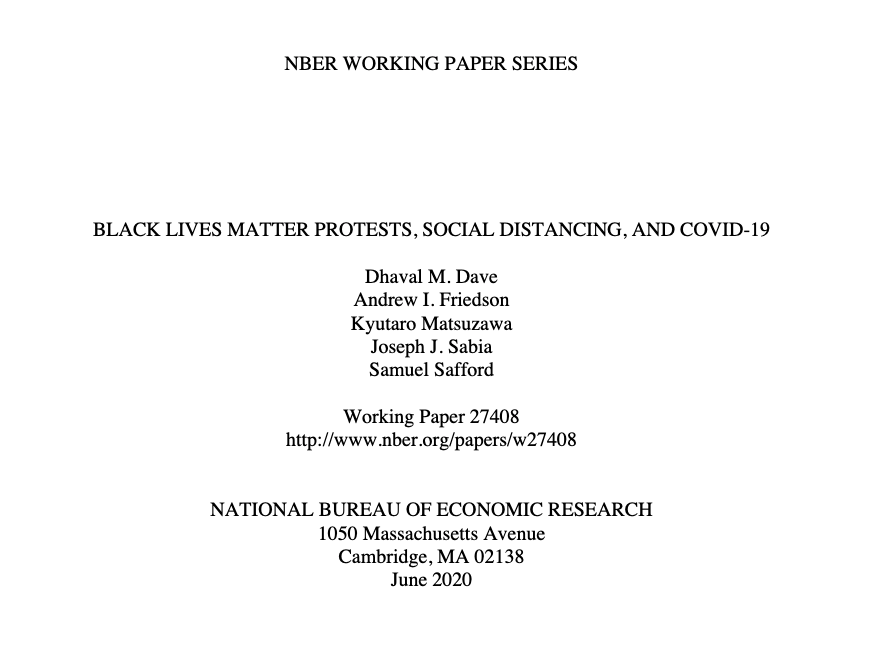 NBER WORKING PAPER SERIES
BLACK LIVES MATTER PROTESTS, SOCIAL DISTANCING, AND COVID-19
Dhaval M. Dave
Andrew I. Friedson
Kyutaro Matsuzawa
Joseph J. Sabia
Samuel Safford
Working Paper 27408
http://www.nber.org/papers/w27408
NATIONAL BUREAU OF ECONOMIC RESEARCH
1050 Massachusetts Avenue
Cambridge, MA 02138
June 2020